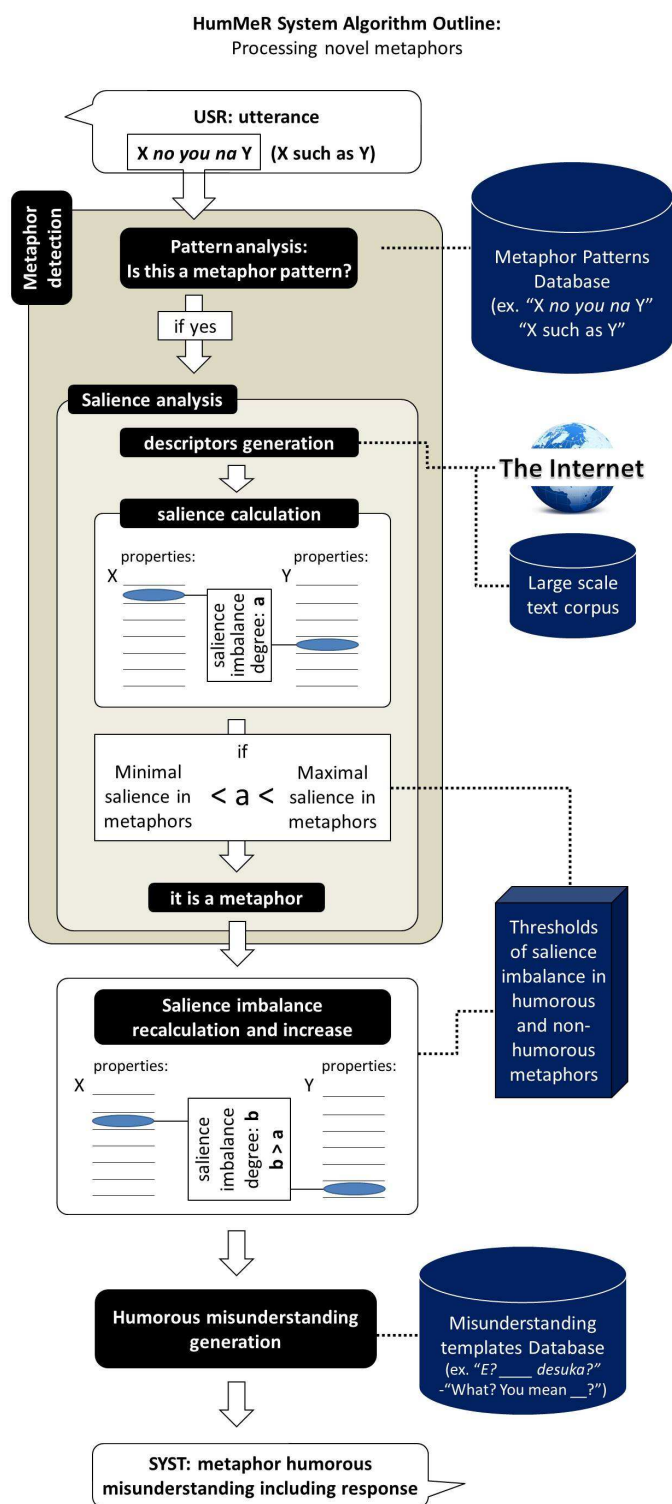 HumMeR System Algorithm Outline:
Processing novel metaphors
USR: utterance
X no you na Y (X such as Y)
Metaphor
detection
Pattern analysis:
Is this a metaphor pattern?
Metaphor Patterns
Database
(ex. “X no you na Y”
“X such as Y”
if yes
Salience analysis
descriptors generation
The Internet
salience calculation
Large scale
text corpus
properties:
X
properties:
Y
salience
imbalance
degree: a
if
Minimal
salience in
metaphors
< a <
Maximal
salience in
metaphors
it is a metaphor
Thresholds
of salience
imbalance in
humorous
and non-
humorous
metaphors
Salience imbalance
recalculation and increase
properties:
X
properties:
Y
salience
imbalance
degree: b
b > a
Humorous misunderstanding
generation
Misunderstanding
templates Database
(ex. “E? ____ desuka?”
-“What? You mean __?”)
SYST: metaphor humorous
misunderstanding including response